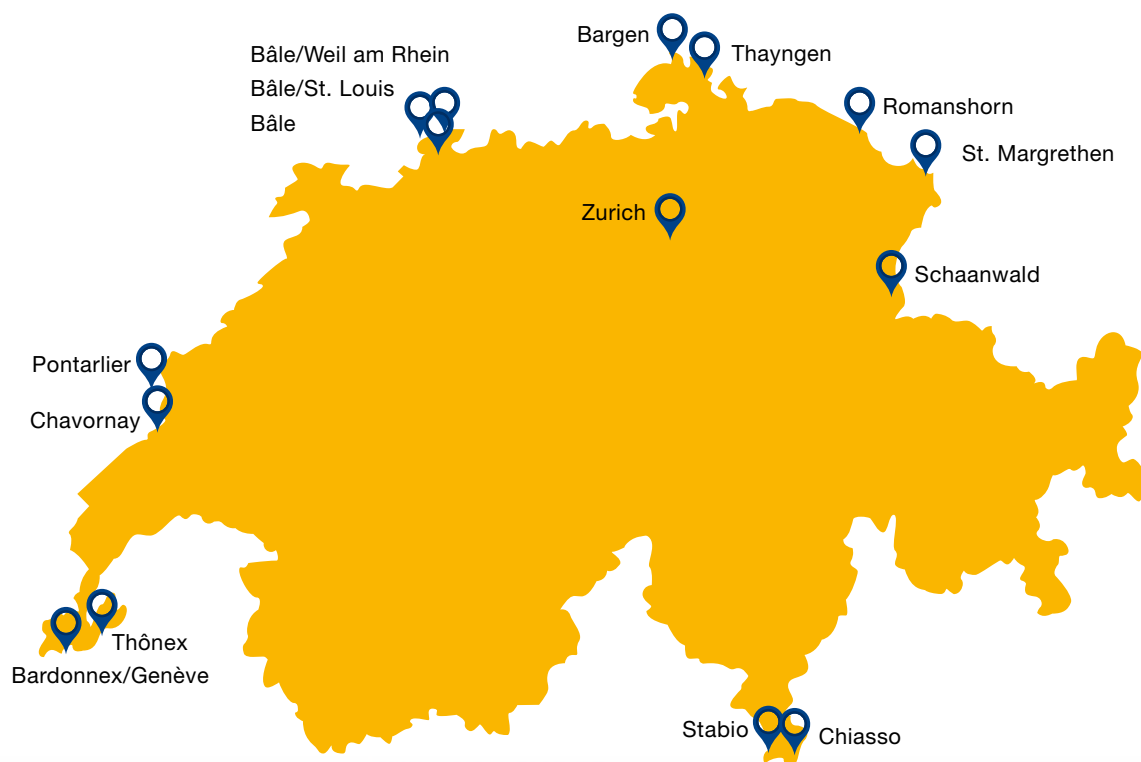 Bargen
Thayngen
Bâle/Weil am Rhein
Bâle/St. Louis
Bâle
Romanshorn
St. Margrethen
Zurich
Schaanwald
Pontarlier
Chavornay
Thônex
Bardonnex/Genève
Stabio
Chiasso